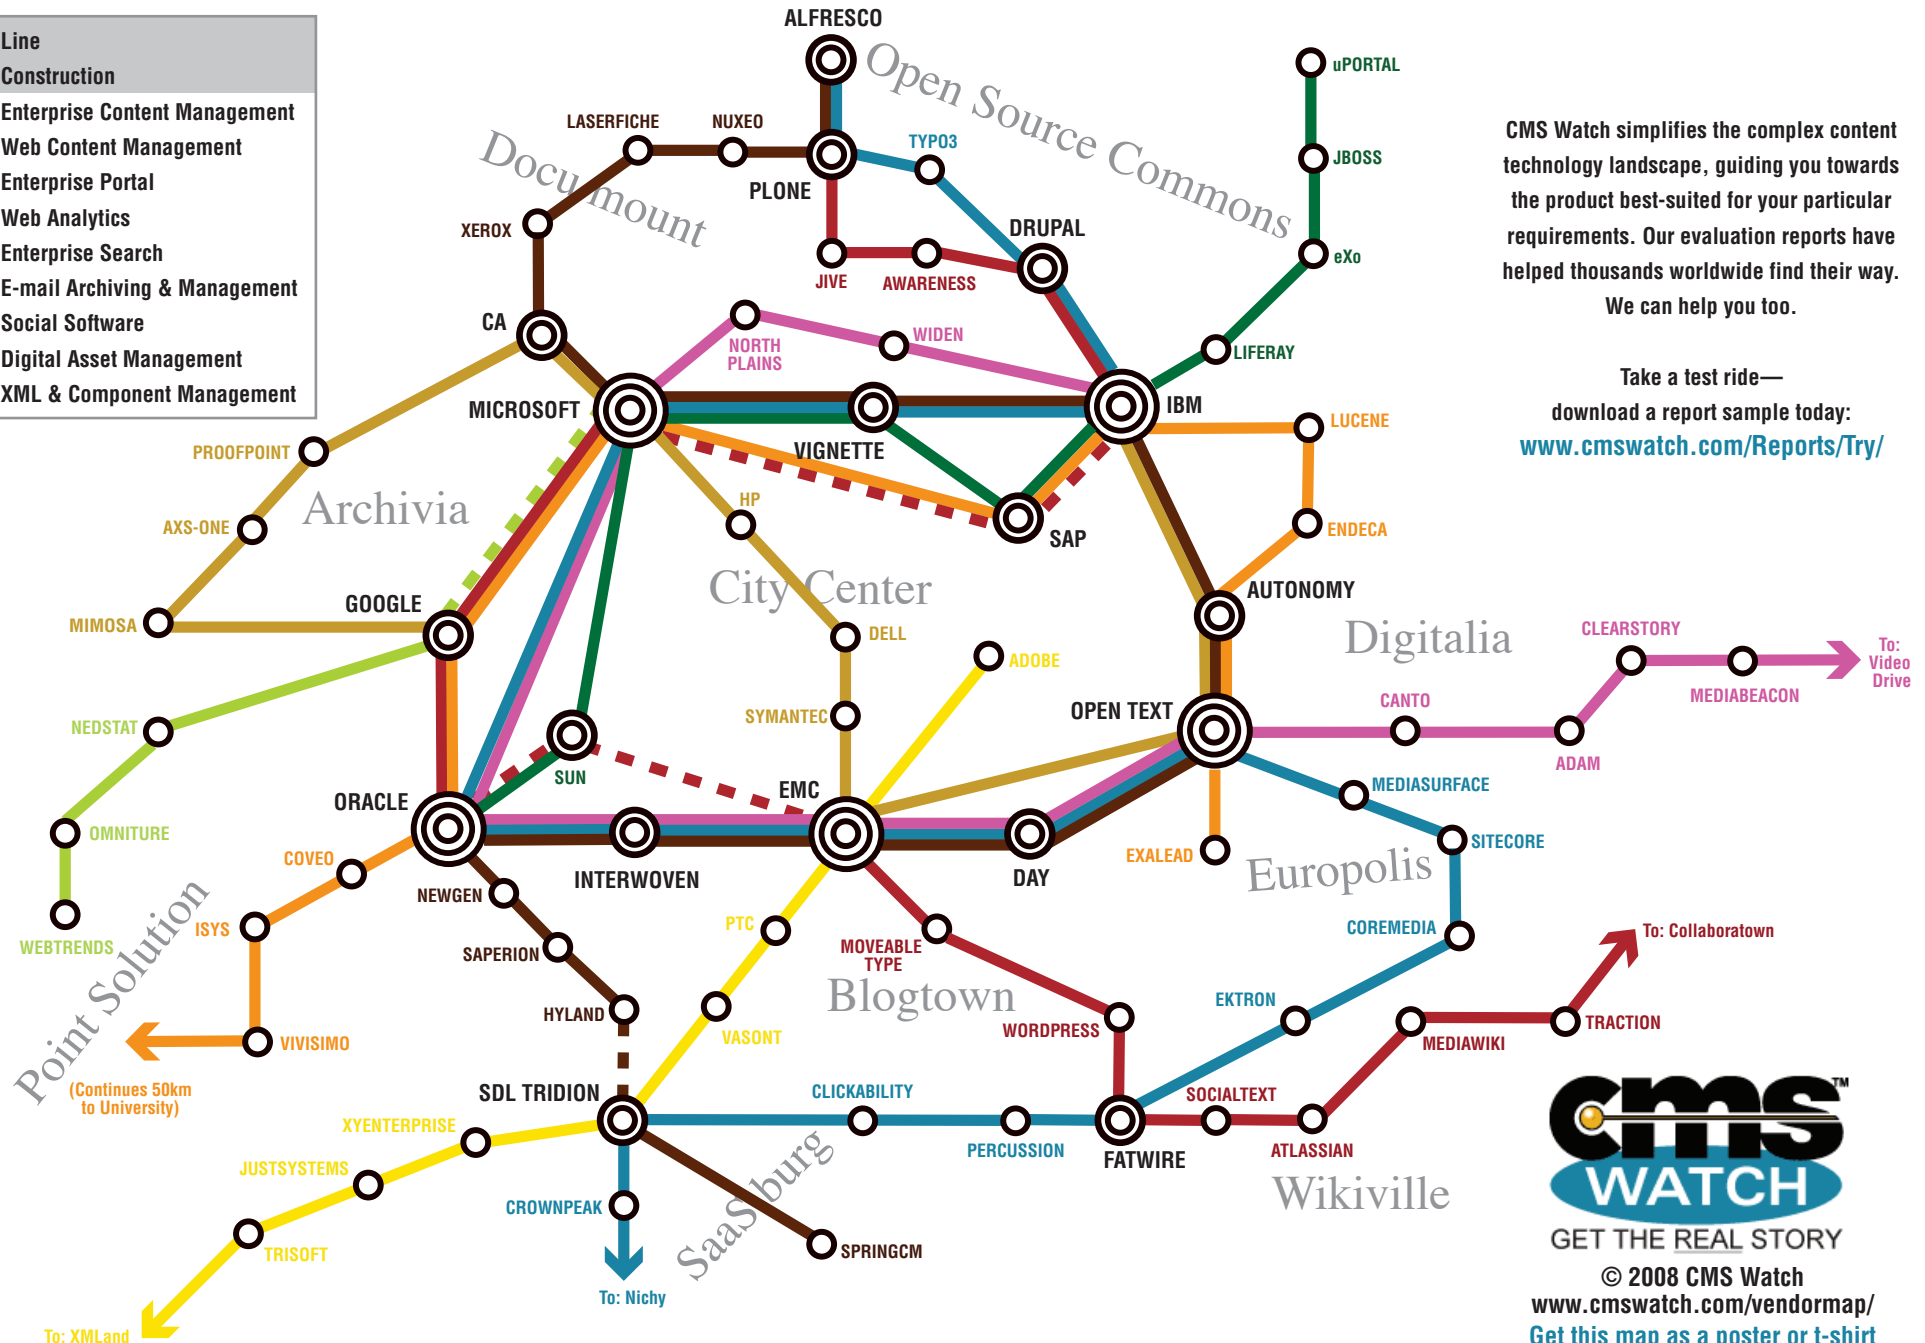 Line
Construction
Enterprise Content Management
Web Content Management
Enterprise Portal
Web Analytics
Enterprise Search
E-mail Archiving & Management
Social Software
Digital Asset Management
XML & Component Management
ALFRESCO
Open Source Commons
uPORTAL
LASERFICHE
NUXEO
TYPO3
JBOSS
Documount
PLONE
XEROX
DRUPAL
eXo
JIVE
AWARENESS
CA
NORTH
PLAINS
WIDEN
LIFERAY
MICROSOFT
IBM
VIGNETTE
LUCENE
PROOFPOINT
Archivia
HP
AXS-ONE
SAP
ENDECA
City Center
AUTONOMY
GOOGLE
MIMOSA
DELL
ADOBE
Digitalia
CLEARSTORY
To:
Video
Drive
MEDIABEACON
CANTO
ADAM
NEDSTAT
SYMANTEC
OPEN TEXT
SUN
MEDIASURFACE
ORACLE
EMC
OMNITURE
SITECORE
COVEO
INTERWOVEN
DAY
EXALEAD
Europolis
NEWGEN
Point Solution
ISYS
WEBTRENDS
PTC
MOVEABLE
TYPE
COREMEDIA
To: Collaboratown
SAPERION
Blogtown
EKTRON
HYLAND
VASONT
WORDPRESS
MEDIAWIKI
TRACTION
VIVISIMO
(Continues 50km
to University)
SDL TRIDION
CLICKABILITY
SOCIALTEXT
XYENTERPRISE
PERCUSSION
FATWIRE
ATLASSIAN
JUSTSYSTEMS
Wikiville
CROWNPEAK
SaaSburg
TRISOFT
SPRINGCM
To: Nichy
To: XMLand
CMS Watch simplifies the complex content
technology landscape, guiding you towards
the product best-suited for your particular
requirements. Our evaluation reports have
helped thousands worldwide find their way.
We can help you too.
Take a test ride—
download a report sample today:
www.cmswatch.com/Reports/Try/
cms™
WATCH
GET THE REAL STORY
© 2008 CMS Watch
www.cmswatch.com/vendormap/
Get this map as a poster or t-shirt